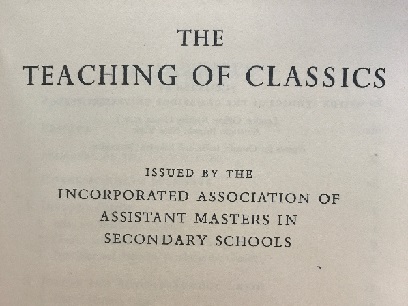 THE
TEACHING OF CLASSICS
ISSUED BY THE
INCORPORATED ASSOCIATION OF
ASSISTANT MASTERS IN
SECONDARY SCHOOLS